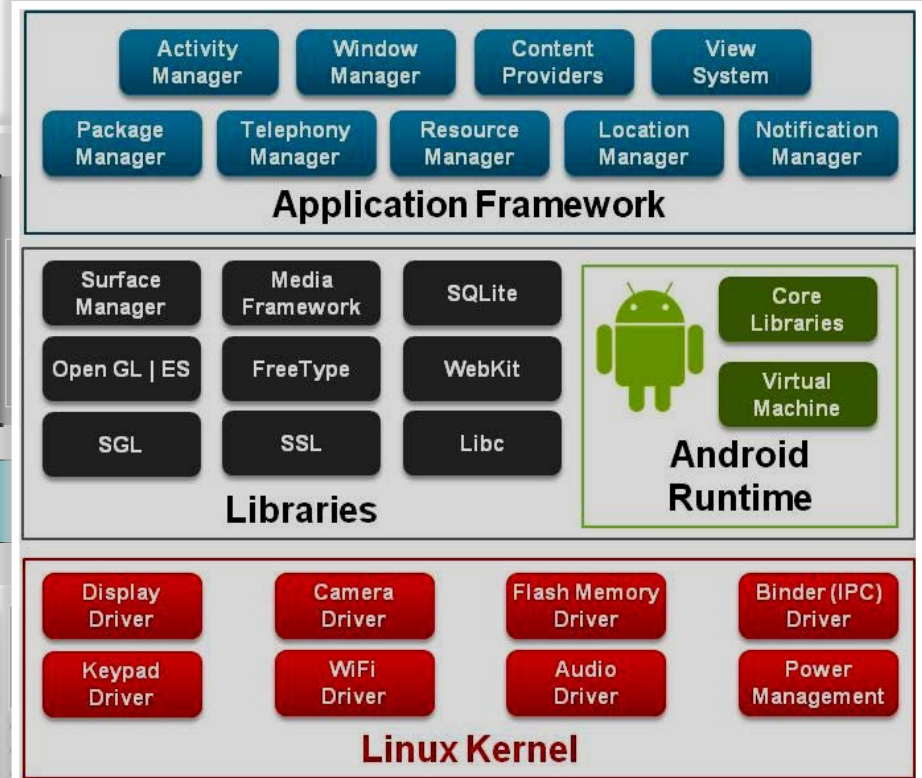 Activity
Manager
Window
Manager
Content
Providers
View
System
Package
Manager
Telephony
Manager
Resource
Manager
Location
Manager
Notification
Manager
Application Framework
Surface
Manager
Media
Framework
SQLite
Open GL | ES
FreeType
WebKit
SGL
SSL
Libc
Libraries
Core
Libraries
Virtual
Machine
Android
Runtime
Display
Driver
Camera
Driver
Flash Memory
Driver
Binder (IPC)
Driver
Keypad
Driver
WiFi
Driver
Audio
Driver
Power
Management
Linux Kernel